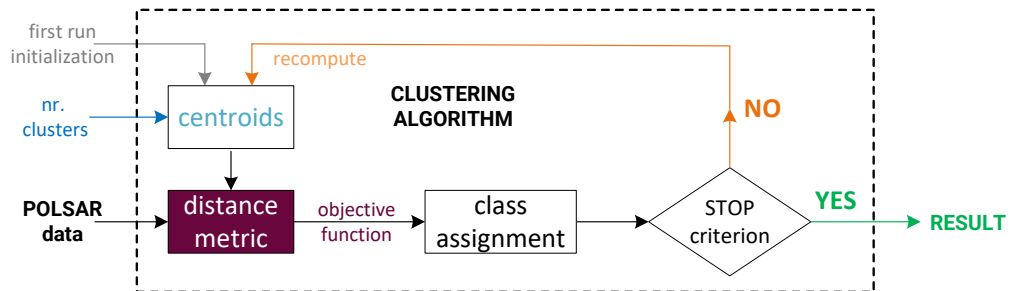 first run
initialization
recompute
nr.
clusters
centroids
CLUSTERING
ALGORITHM
NO
POLSAR
data
distance
metric
objective
function
class
assignment
STOP
criterion
YES
RESULT